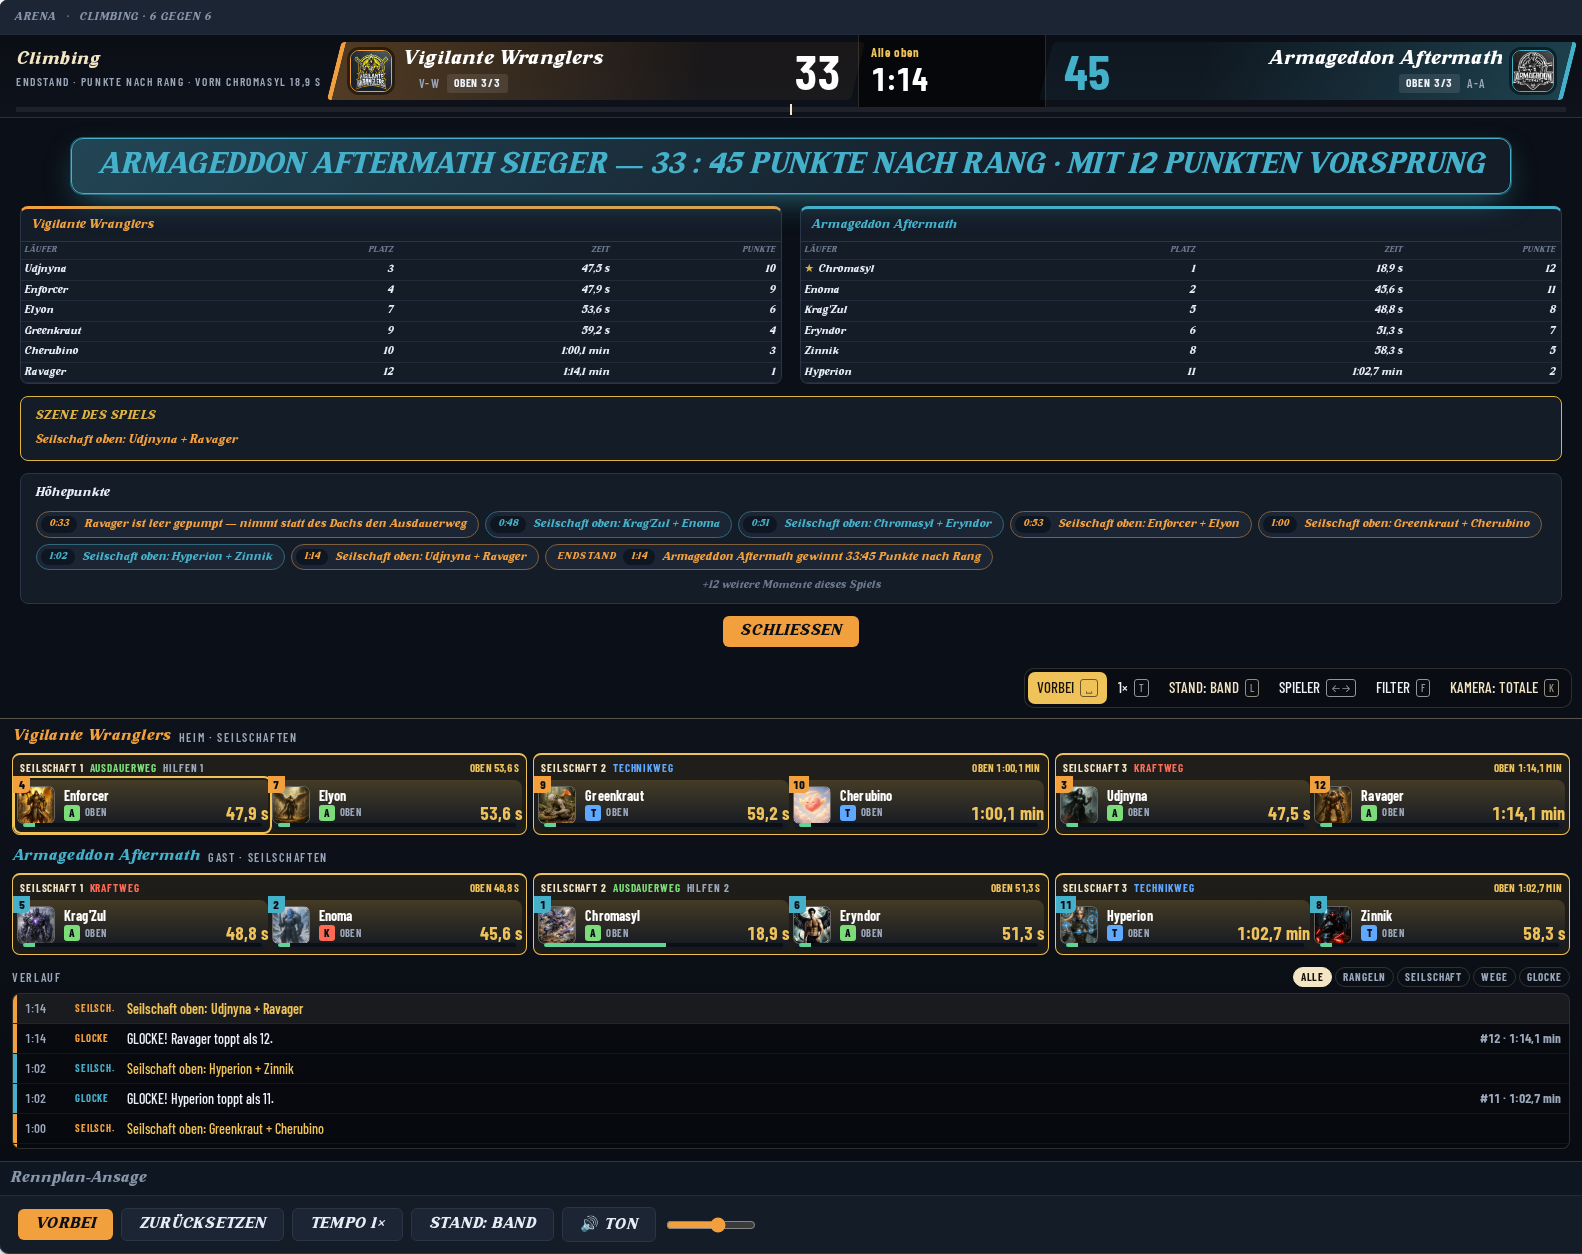 ARENA · CLIMBING · 6 GEGEN 6
Climbing
ENDSTAND · PUNKTE NACH RANG · VORN CHROMASYL 18,9 S
Vigilante Wranglers
V-W OBEN 3/3
33
Alle oben
1:14
45
Armageddon Aftermath
OBEN 3/3 A-A
ARMAGEDDON AFTERMATH SIEGER — 33 : 45 PUNKTE NACH RANG · MIT 12 PUNKTEN VORSPRUNG
Vigilante Wranglers
LÄUFER PLATZ ZEIT PUNKTE
Udjnyna 3 47,5 s 10
Enforcer 4 47,9 s 9
Elyon 7 53,6 s 6
Greenkraut 9 59,2 s 4
Cherubino 10 1:00,1 min 3
Ravager 12 1:14,1 min 1
Armageddon Aftermath
LÄUFER PLATZ ZEIT PUNKTE
★ Chromasyl 1 18,9 s 12
Enoma 2 45,6 s 11
Krag'Zul 5 48,8 s 8
Eryndor 6 51,3 s 7
Zinnik 8 58,3 s 5
Hyperion 11 1:02,7 min 2
SZENE DES SPIELS
Seilschaft oben: Udjnyna + Ravager
Höhepunkte
0:33 Ravager ist leer gepumpt — nimmt statt des Dachs den Ausdauerweg
0:48 Seilschaft oben: Krag'Zul + Enoma
0:51 Seilschaft oben: Chromasyl + Eryndor
0:53 Seilschaft oben: Enforcer + Elyon
1:00 Seilschaft oben: Greenkraut + Cherubino
1:02 Seilschaft oben: Hyperion + Zinnik
1:14 Seilschaft oben: Udjnyna + Ravager
ENDSTAND 1:14 Armageddon Aftermath gewinnt 33:45 Punkte nach Rang
+12 weitere Momente dieses Spiels
SCHLIESSEN
VORBEI ␣ 1× T STAND: BAND L SPIELER ←→ FILTER F KAMERA: TOTALE K
Vigilante Wranglers HEIM · SEILSCHAFTEN
SEILSCHAFT 1 AUSDAUERWEG HILFEN 1 OBEN 53,6 S
4 Enforcer A OBEN 47,9 s
7 Elyon A OBEN 53,6 s
SEILSCHAFT 2 TECHNIKWEG OBEN 1:00,1 MIN
9 Greenkraut T OBEN 59,2 s
10 Cherubino T OBEN 1:00,1 min
SEILSCHAFT 3 KRAFTWEG OBEN 1:14,1 MIN
3 Udjnyna A OBEN 47,5 s
12 Ravager A OBEN 1:14,1 min
Armageddon Aftermath GAST · SEILSCHAFTEN
SEILSCHAFT 1 KRAFTWEG OBEN 48,8 S
5 Krag'Zul A OBEN 48,8 s
2 Enoma K OBEN 45,6 s
SEILSCHAFT 2 AUSDAUERWEG HILFEN 2 OBEN 51,3 S
1 Chromasyl A OBEN 18,9 s
6 Eryndor A OBEN 51,3 s
SEILSCHAFT 3 TECHNIKWEG OBEN 1:02,7 MIN
11 Hyperion T OBEN 1:02,7 min
8 Zinnik T OBEN 58,3 s
VERLAUF
ALLE RANGELN SEILSCHAFT WEGE GLOCKE
1:14 SEILSCH. Seilschaft oben: Udjnyna + Ravager
1:14 GLOCKE GLOCKE! Ravager toppt als 12. #12 · 1:14,1 min
1:02 SEILSCH. Seilschaft oben: Hyperion + Zinnik
1:02 GLOCKE GLOCKE! Hyperion toppt als 11. #11 · 1:02,7 min
1:00 SEILSCH. Seilschaft oben: Greenkraut + Cherubino
Rennplan-Ansage
VORBEI ZURÜCKSETZEN TEMPO 1× STAND: BAND 🔊 TON